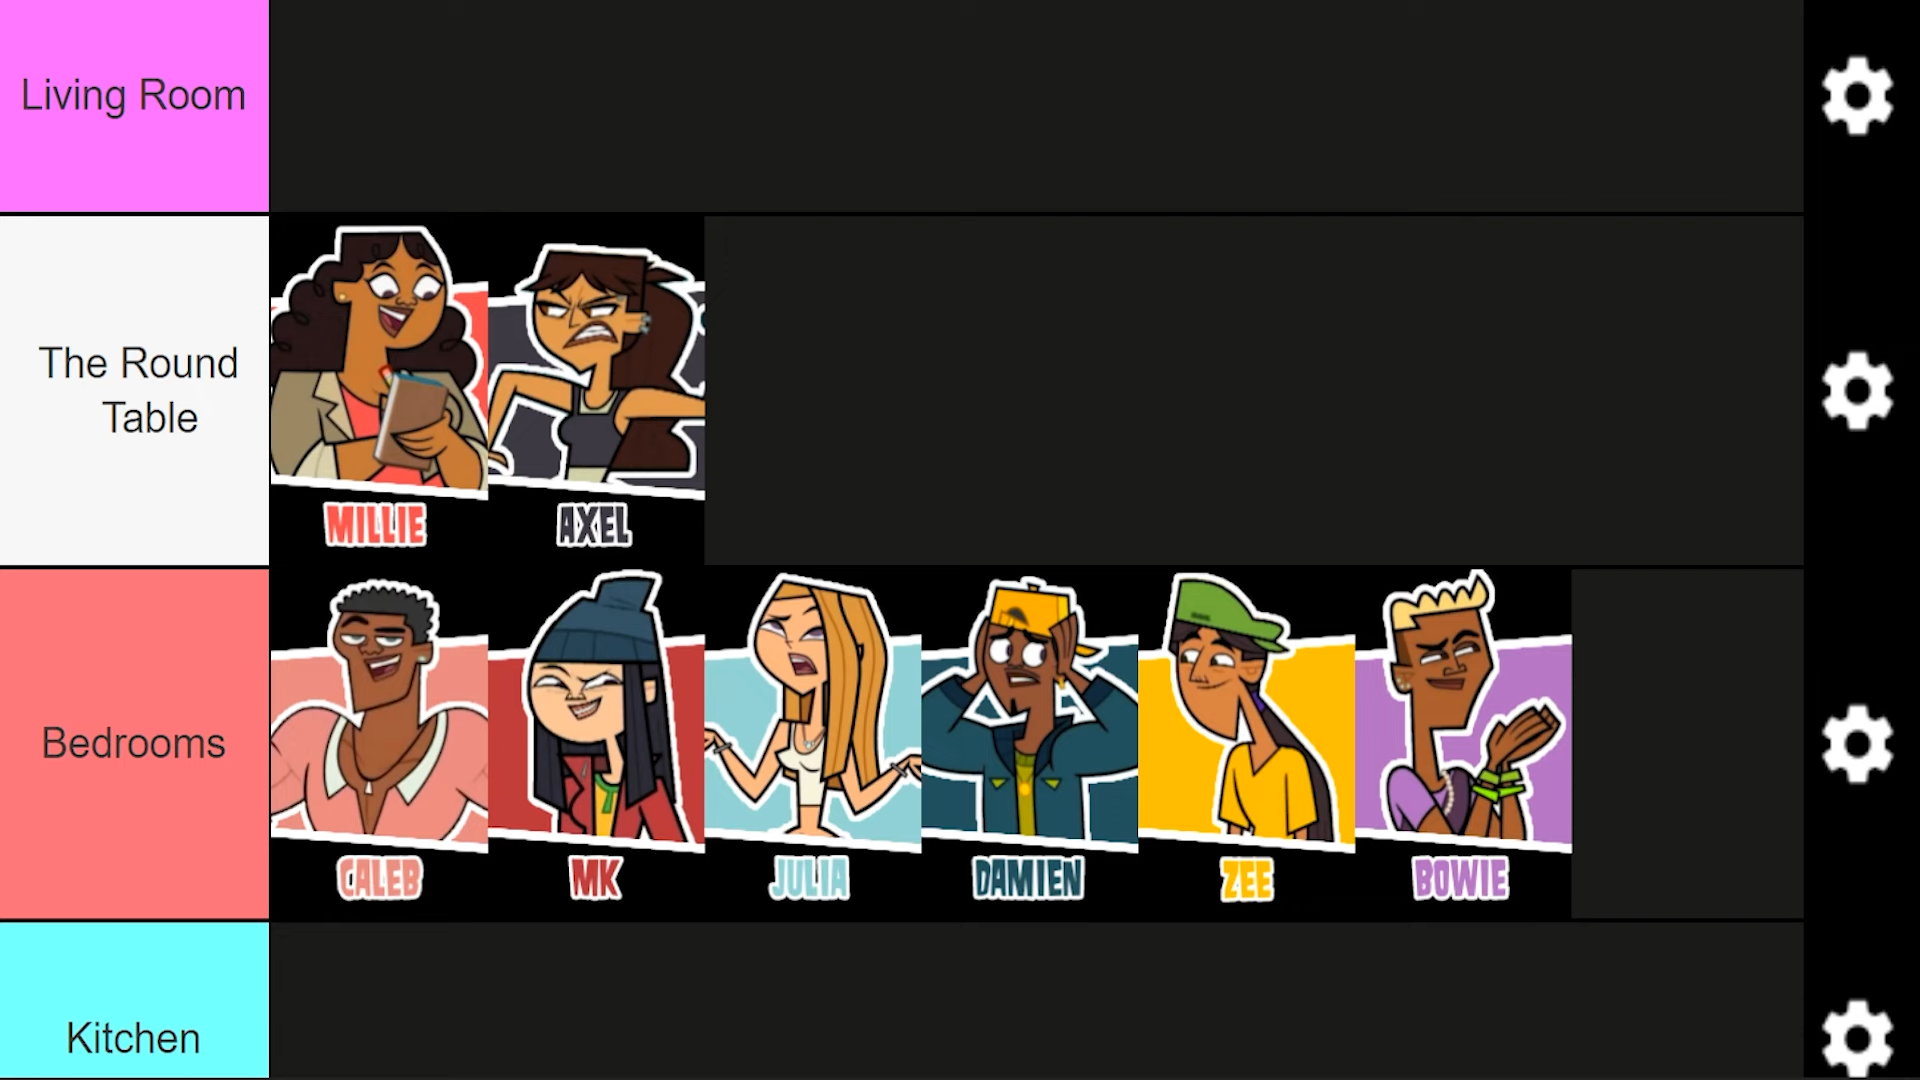 Living Room
The Round
Table
MILLIE
AXEL
Bedrooms
CALEB
MK
JULIA
DAMIEN
ZEE
BOWIE
Kitchen